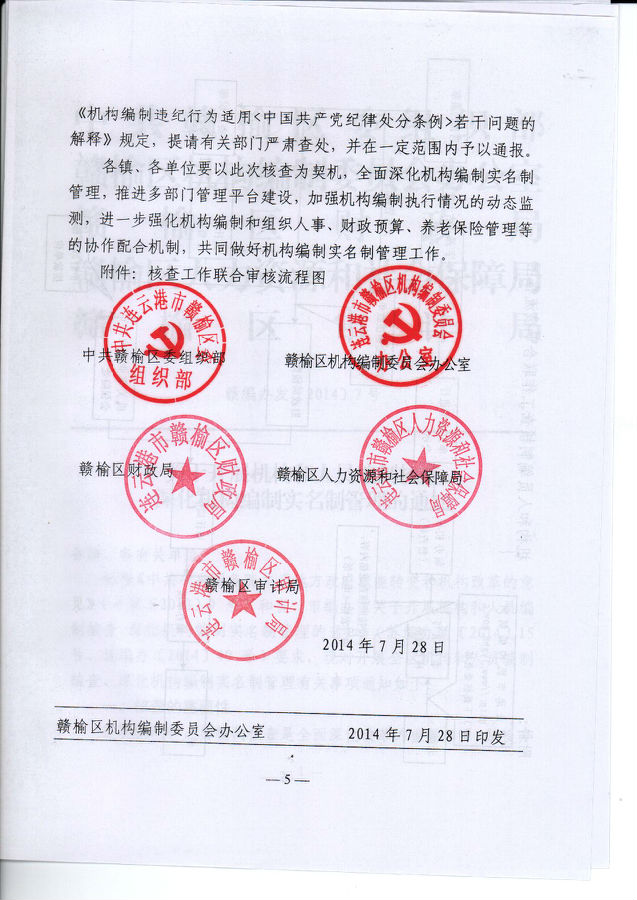 《机构编制违纪行为适用<中国共产党纪律处分条例>若干问题的
解释》规定，提请有关部门严肃查处，并在一定范围内予以通报。
各镇、各单位要以此次核查为契机，全面深化机构编制实名制
管理，推进多部门管理平台建设，加强机构编制执行情况的动态监
测，进一步强化机构编制和组织人事、财政预算、养老保险管理等
的协作配合机制，共同做好机构编制实名制管理工作。
附件：核查工作联合审核流程图
中共连云港市赣榆区委
组织部
中共赣榆区委组织部
连云港市赣榆区机构编制委员会
办公室
赣榆区机构编制委员会办公室
连云港市赣榆区财政局
赣榆区财政局
连云港市赣榆区人力资源和社会保障局
赣榆区人力资源和社会保障局
连云港市赣榆区审计局
赣榆区审计局
2014年7月28日
赣榆区机构编制委员会办公室 2014年7月28日印发
—5—